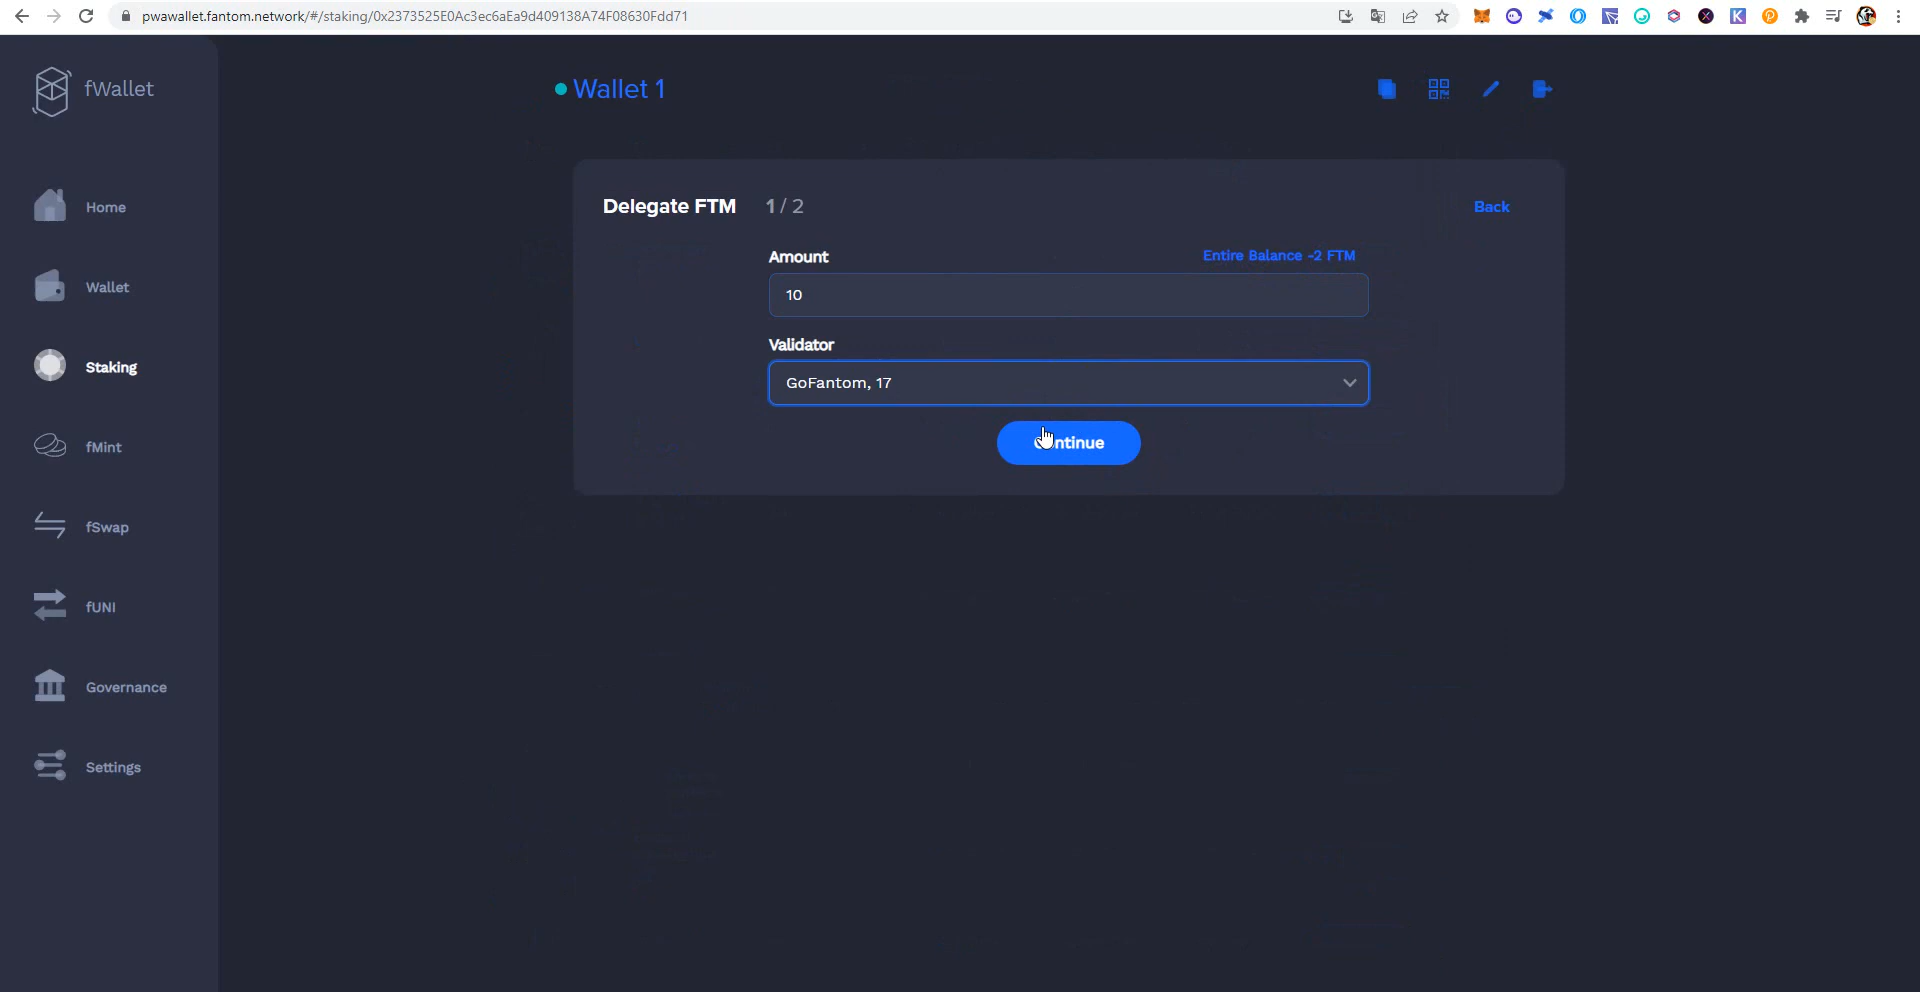 pwawallet.fantom.network/#/staking/0x2373525E0Ac3ec6aEa9d409138A74F08630Fdd71
fWallet
Wallet 1
Home
Wallet
Staking
fMint
fSwap
fUNI
Governance
Settings
Delegate FTM 1 / 2
Back
Amount
Entire Balance -2 FTM
10
Validator
GoFantom, 17